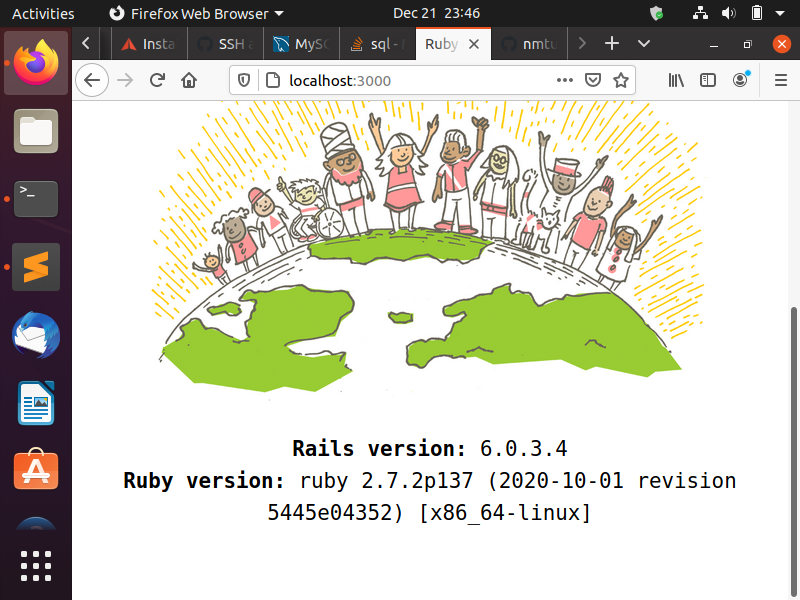 Activities
Firefox Web Browser
Dec 21 23:46
Insta
SSH a
MySQ
sql -
Ruby
nmtu
localhost:3000
Rails version: 6.0.3.4
Ruby version: ruby 2.7.2p137 (2020-10-01 revision
5445e04352) [x86_64-linux]